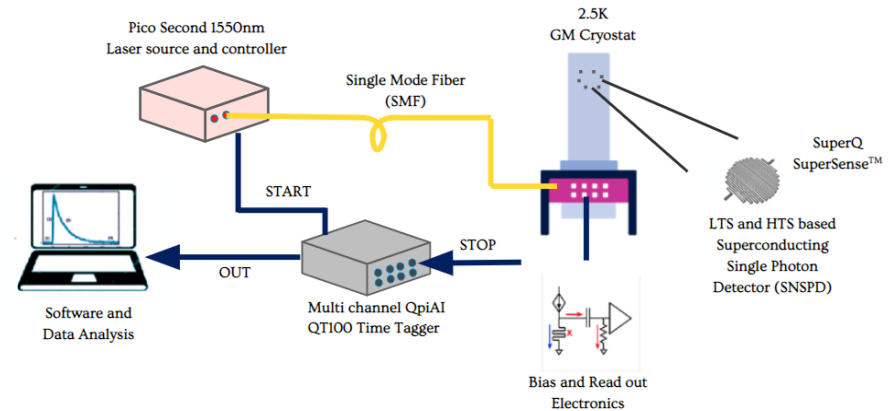 Pico Second 1550nm
Laser source and controller
2.5K
GM Cryostat
Single Mode Fiber
(SMF)
SuperQ
SuperSense™
START
LTS and HTS based
Superconducting
Single Photon
Detector (SNSPD)
STOP
OUT
Multi channel QpiAI
QT100 Time Tagger
Software and
Data Analysis
X
Bias and Read out
Electronics